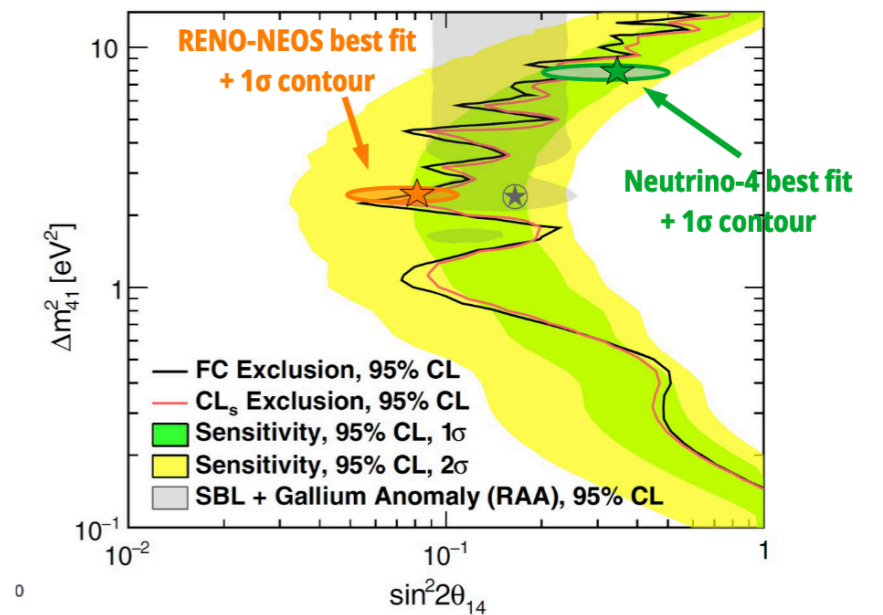 RENO-NEOS best fit
+ 1σ contour
Neutrino-4 best fit
+ 1σ contour
10
1
10⁻¹
Δm²₄₁ [eV²]
FC Exclusion, 95% CL
CLₛ Exclusion, 95% CL
Sensitivity, 95% CL, 1σ
Sensitivity, 95% CL, 2σ
SBL + Gallium Anomaly (RAA), 95% CL
10⁻²
10⁻¹
1
sin²2θ₁₄
0